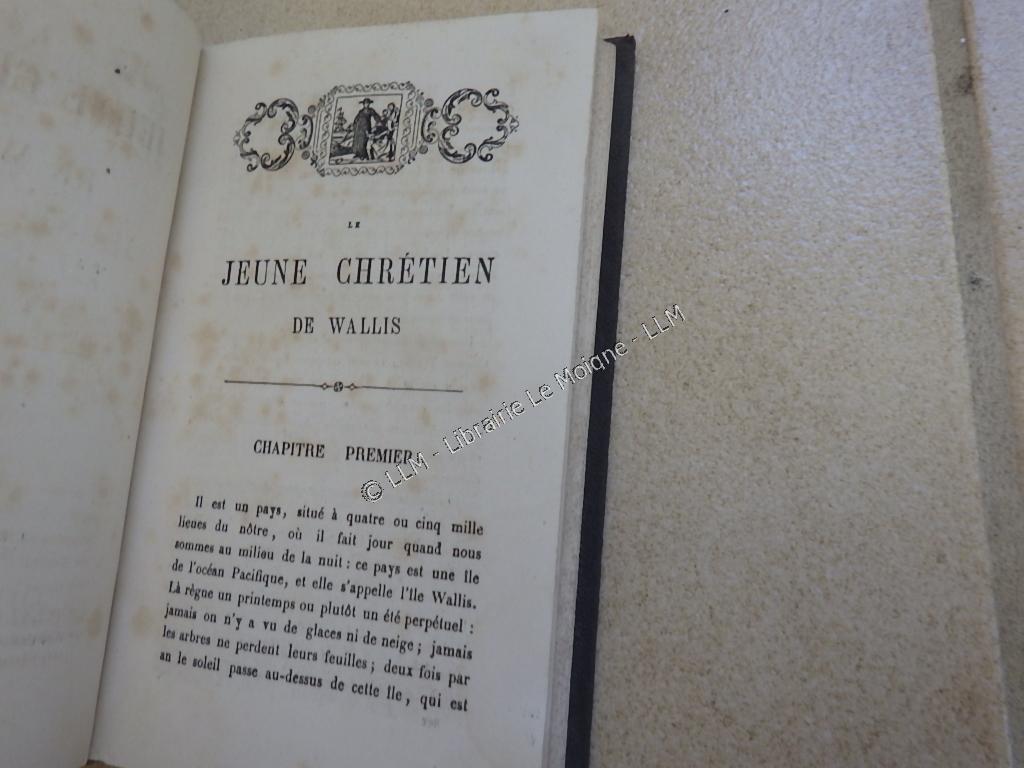 LE
JEUNE CHRÉTIEN
DE WALLIS
CHAPITRE PREMIER.
Il est un pays, situé à quatre ou cinq mille
lieues du nôtre, où il fait jour quand nous
sommes au milieu de la nuit : ce pays est une île
de l'océan Pacifique, et elle s'appelle l'île Wallis.
Là règne un printemps ou plutôt un été perpétuel :
jamais on n'y a vu de glaces ni de neige ; jamais
les arbres ne perdent leurs feuilles ; deux fois par
an le soleil passe au-dessus de cette île, qui est
© LLM - Librairie Le Moigne - LLM